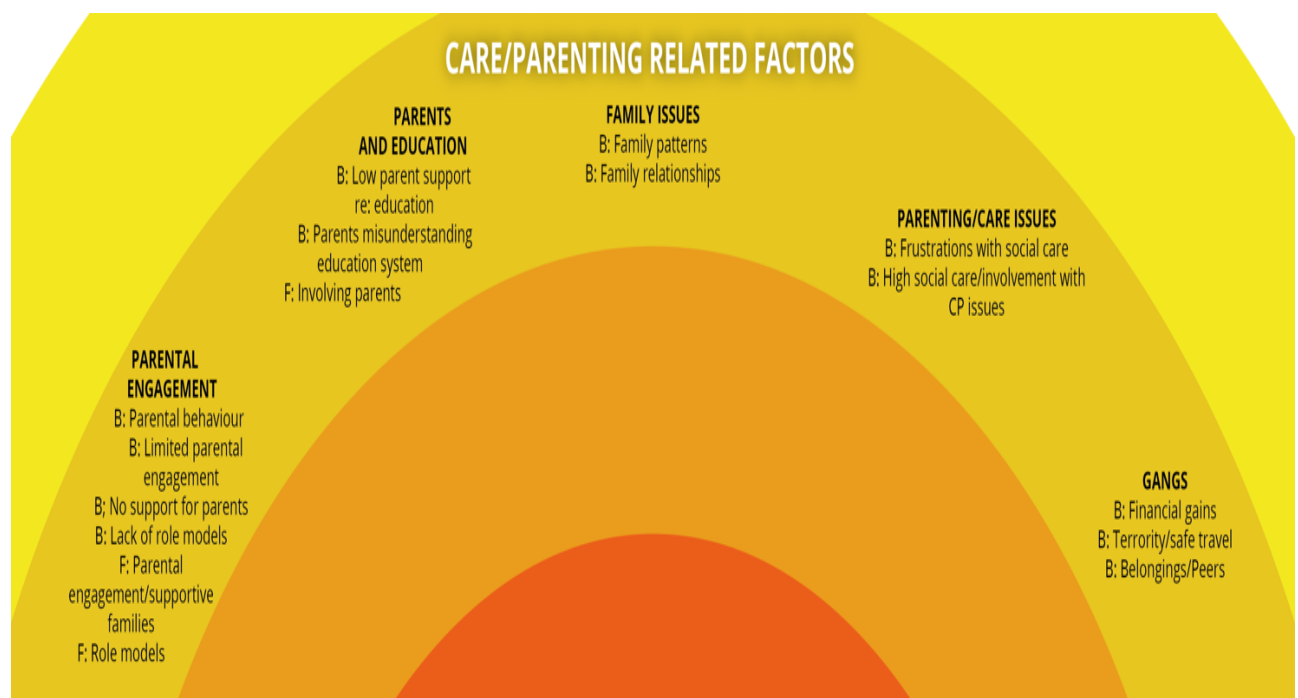 CARE/PARENTING RELATED FACTORS
PARENTS
AND EDUCATION
B: Low parent support
re: education
B: Parents misunderstanding
education system
F: Involving parents
FAMILY ISSUES
B: Family patterns
B: Family relationships
PARENTING/CARE ISSUES
B: Frustrations with social care
B: High social care/involvement with
CP issues
PARENTAL
ENGAGEMENT
B: Parental behaviour
B: Limited parental
engagement
B; No support for parents
B: Lack of role models
F: Parental
engagement/supportive
families
F: Role models
GANGS
B: Financial gains
B: Terrority/safe travel
B: Belongings/Peers